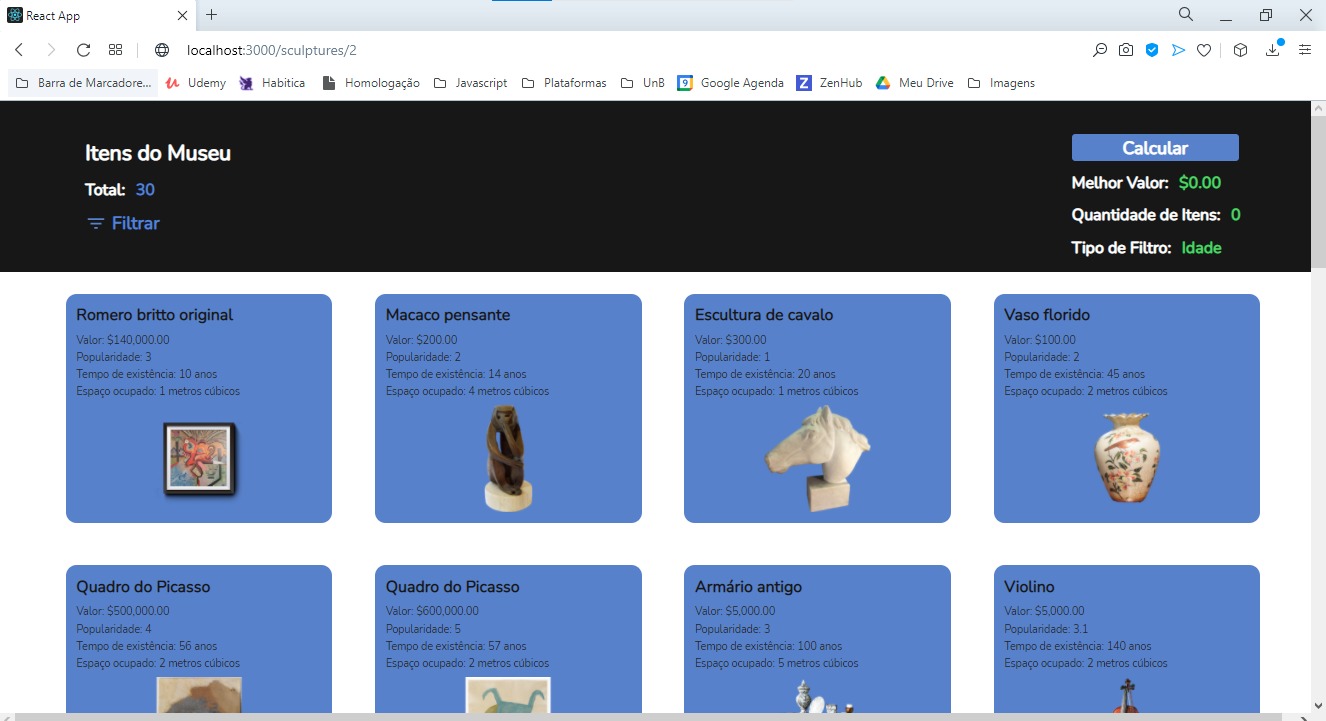 React App
localhost:3000/sculptures/2
Barra de Marcadore... Udemy Habitica Homologação Javascript Plataformas UnB 9 Google Agenda Z ZenHub Meu Drive Imagens
Itens do Museu
Total: 30
Filtrar
Calcular
Melhor Valor: $0.00
Quantidade de Itens: 0
Tipo de Filtro: Idade
Romero britto original
Valor: $140,000.00
Popularidade: 3
Tempo de existência: 10 anos
Espaço ocupado: 1 metros cúbicos
Macaco pensante
Valor: $200.00
Popularidade: 2
Tempo de existência: 14 anos
Espaço ocupado: 4 metros cúbicos
Escultura de cavalo
Valor: $300.00
Popularidade: 1
Tempo de existência: 20 anos
Espaço ocupado: 1 metros cúbicos
Vaso florido
Valor: $100.00
Popularidade: 2
Tempo de existência: 45 anos
Espaço ocupado: 2 metros cúbicos
Quadro do Picasso
Valor: $500,000.00
Popularidade: 4
Tempo de existência: 56 anos
Espaço ocupado: 2 metros cúbicos
Quadro do Picasso
Valor: $600,000.00
Popularidade: 5
Tempo de existência: 57 anos
Espaço ocupado: 2 metros cúbicos
Armário antigo
Valor: $5,000.00
Popularidade: 3
Tempo de existência: 100 anos
Espaço ocupado: 5 metros cúbicos
Violino
Valor: $5,000.00
Popularidade: 3.1
Tempo de existência: 140 anos
Espaço ocupado: 2 metros cúbicos